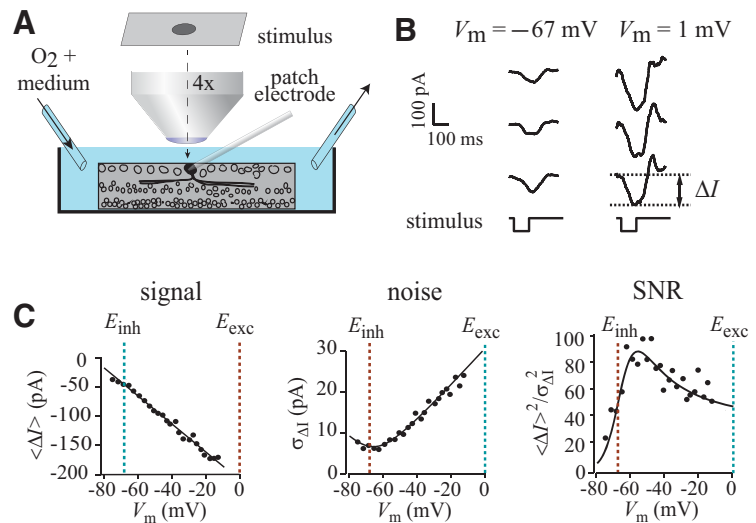 A
stimulus
O2 +
medium
4x
patch
electrode
B
Vm = −67 mV
Vm = 1 mV
100 pA
100 ms
ΔI
stimulus
C
signal
Einh
Eexc
<ΔI> (pA)
0
-50
-100
-150
-200
-80 -60 -40 -20 0
Vm (mV)
noise
Einh
Eexc
σΔI (pA)
30
20
10
0
-80 -60 -40 -20 0
Vm (mV)
SNR
Einh
Eexc
<ΔI>²/σ²ΔI
100
80
60
40
20
0
-80 -60 -40 -20 0
Vm (mV)